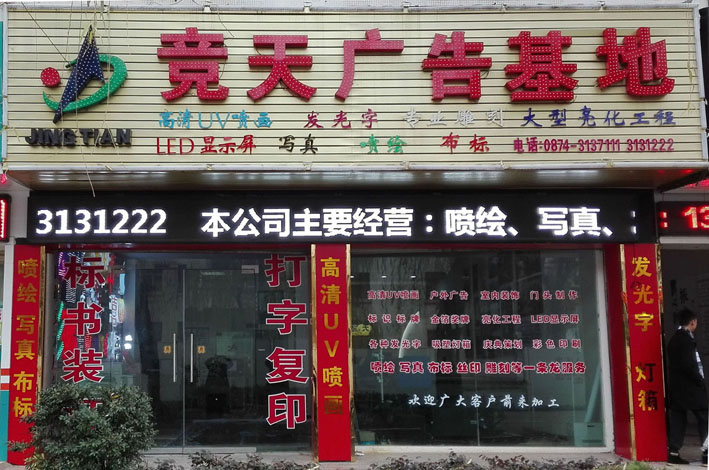 竞天广告基地
JINGTIAN
高清UV喷画 发光字 专业雕刻 大型亮化工程
LED显示屏 写真 喷绘 布标 电话:0874-3137111 3131222
3131222 本公司主要经营：喷绘、写真、
喷绘写真布标
标书装
打字复印
高清UV喷画
高清UV喷画 户外广告 室内装饰 门头制作
标识标牌 金箔奖牌 亮化工程 LED显示屏
各种发光字 吸塑灯箱 庆典策划 彩色印刷
喷绘 写真 布标 丝印 雕刻等一条龙服务
欢迎广大客户前来加工
发光字 灯箱